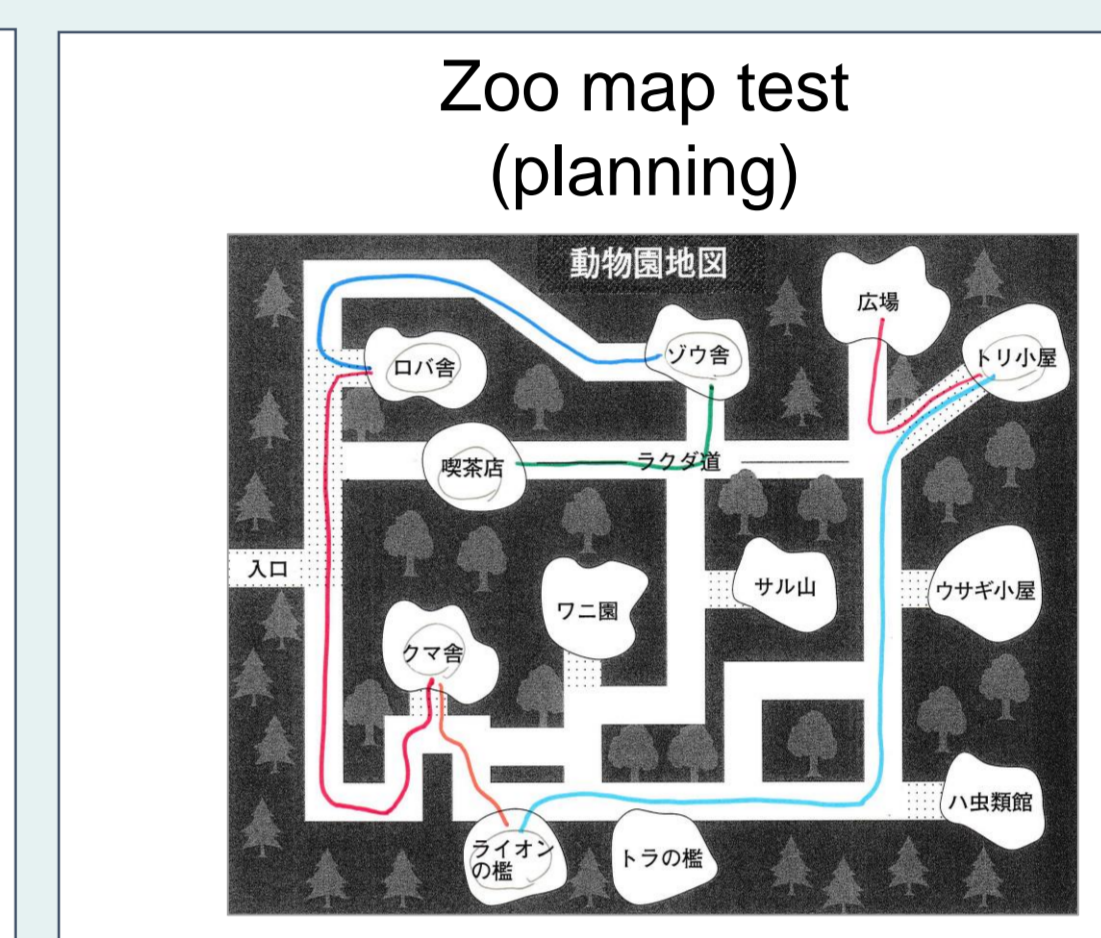 Zoo map test
(planning)
動物園地図
広場
ゾウ舎
トリ小屋
ロバ舎
喫茶店
ラクダ道
入口
サル山
ウサギ小屋
ワニ園
クマ舎
ハ虫類館
ライオン
の檻
トラの檻